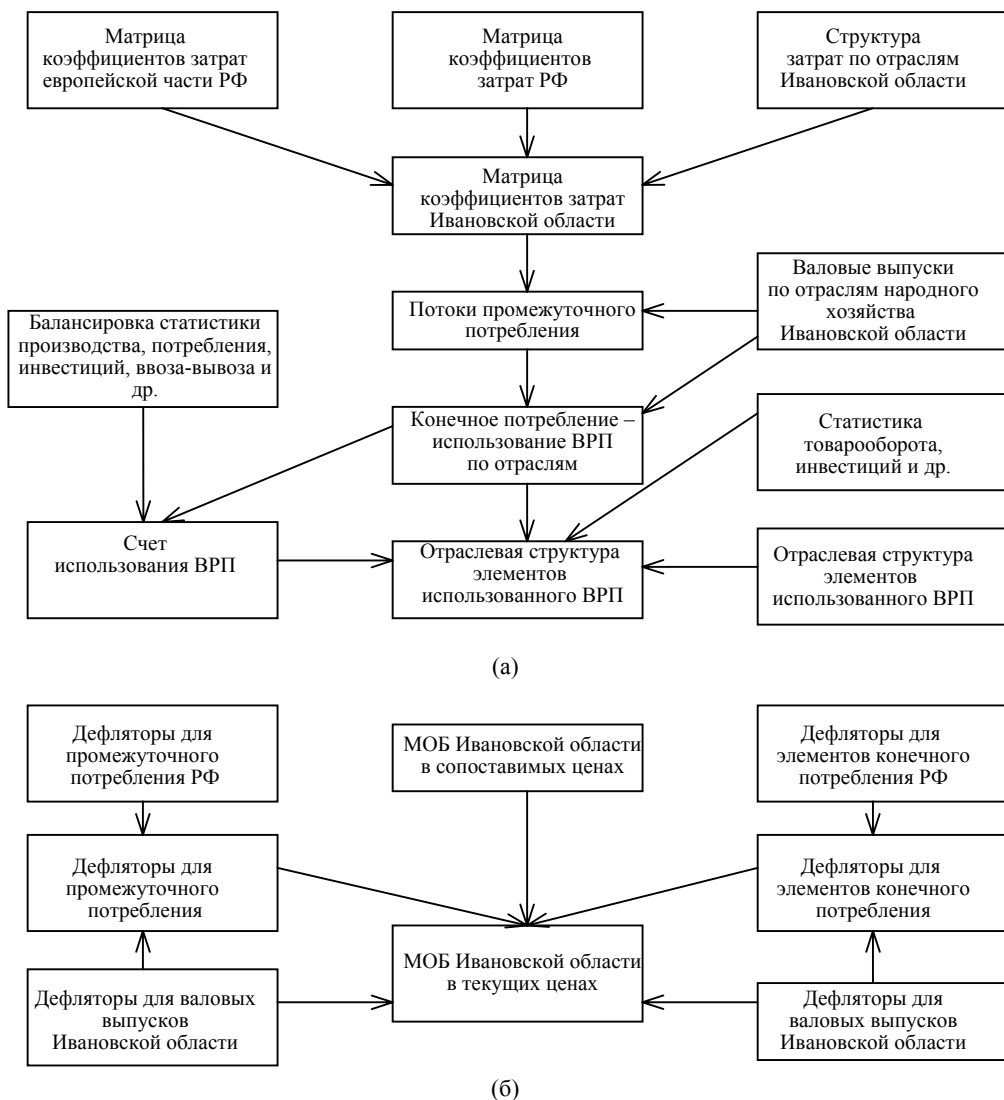 Матрица
коэффициентов затрат
европейской части РФ
Матрица
коэффициентов
затрат РФ
Структура
затрат по отраслям
Ивановской области
Матрица
коэффициентов затрат
Ивановской области
Потоки промежуточного
потребления
Валовые выпуски
по отраслям народного
хозяйства
Ивановской области
Балансировка статистики
производства, потребления,
инвестиций, ввоза-вывоза и
др.
Конечное потребление –
использование ВРП
по отраслям
Статистика
товарооборота,
инвестиций и др.
Счет
использования ВРП
Отраслевая структура
элементов
использованного ВРП
Отраслевая структура
элементов
использованного ВРП
(а)
Дефляторы для
промежуточного
потребления РФ
МОБ Ивановской области
в сопоставимых ценах
Дефляторы для
элементов конечного
потребления РФ
Дефляторы для
промежуточного
потребления
Дефляторы для
элементов конечного
потребления
МОБ Ивановской области
в текущих ценах
Дефляторы для валовых
выпусков
Ивановской области
Дефляторы для
валовых выпусков
Ивановской области
(б)